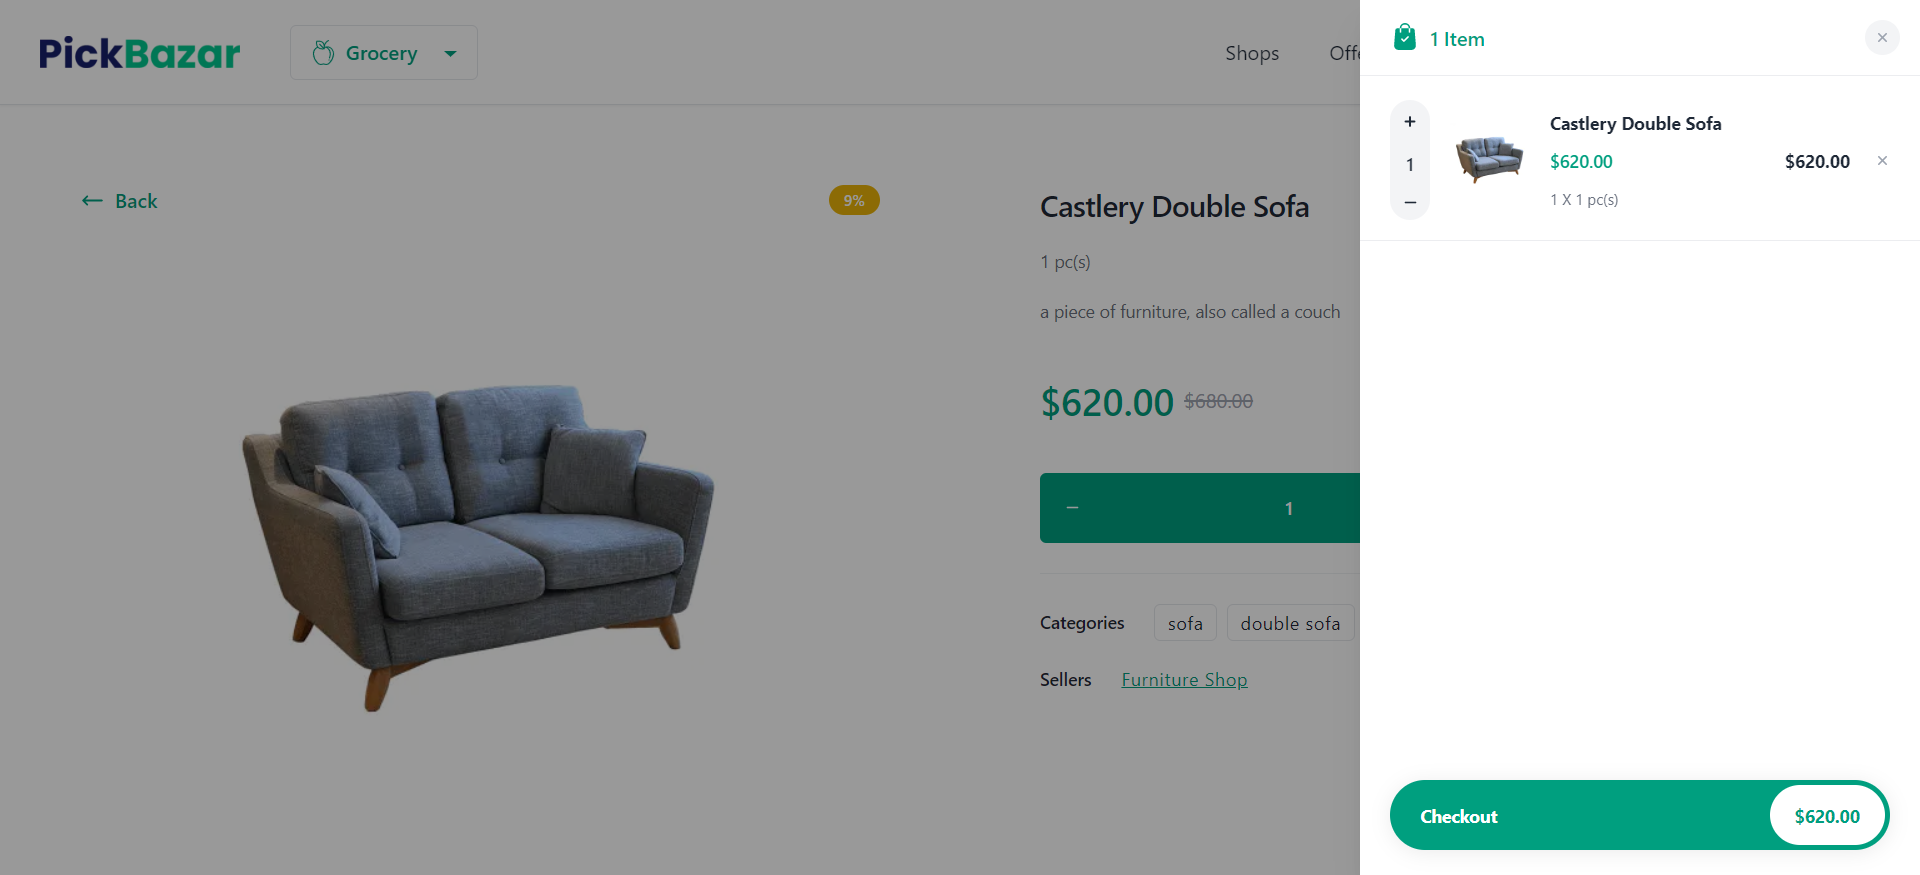 PickBazar
Grocery
Shops
Offe
Back
9%
Castlery Double Sofa
1 pc(s)
a piece of furniture, also called a couch
$620.00 $680.00
− 1
Categories sofa double sofa
Sellers Furniture Shop
1 Item
×
+
1
−
Castlery Double Sofa
$620.00
1 X 1 pc(s)
$620.00 ×
Checkout $620.00